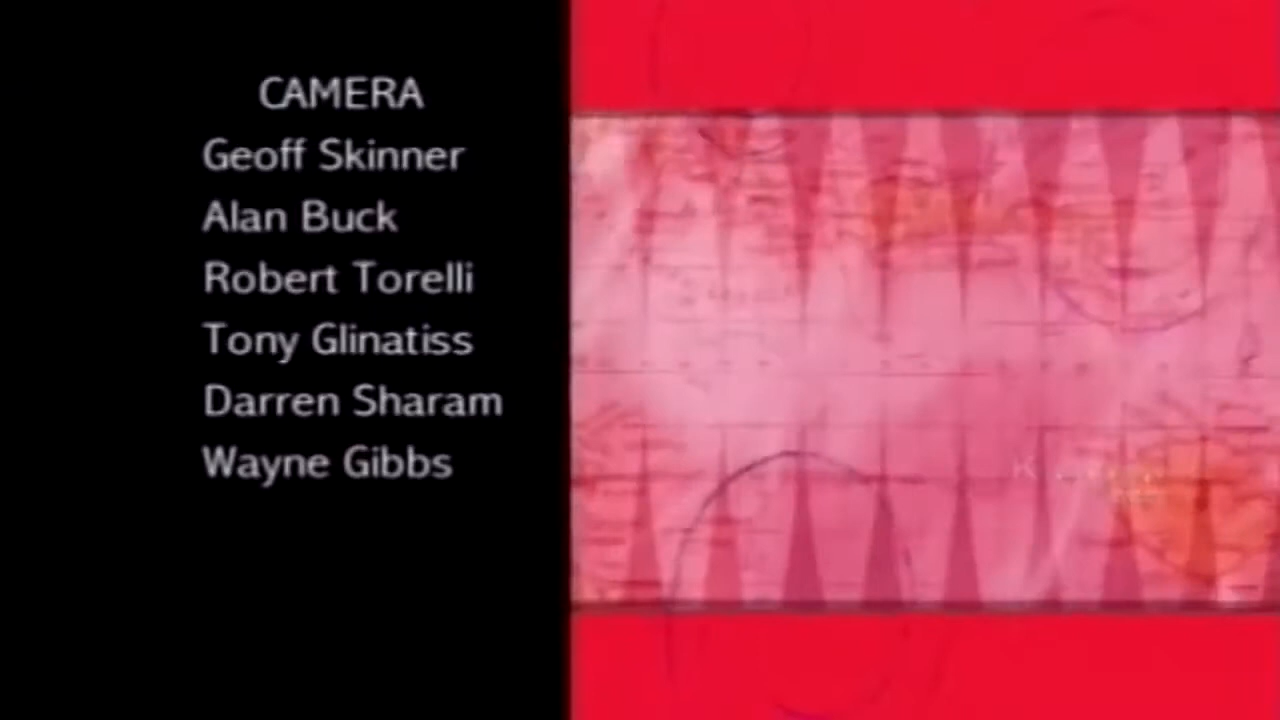 CAMERA
Geoff Skinner
Alan Buck
Robert Torelli
Tony Glinatiss
Darren Sharam
Wayne Gibbs